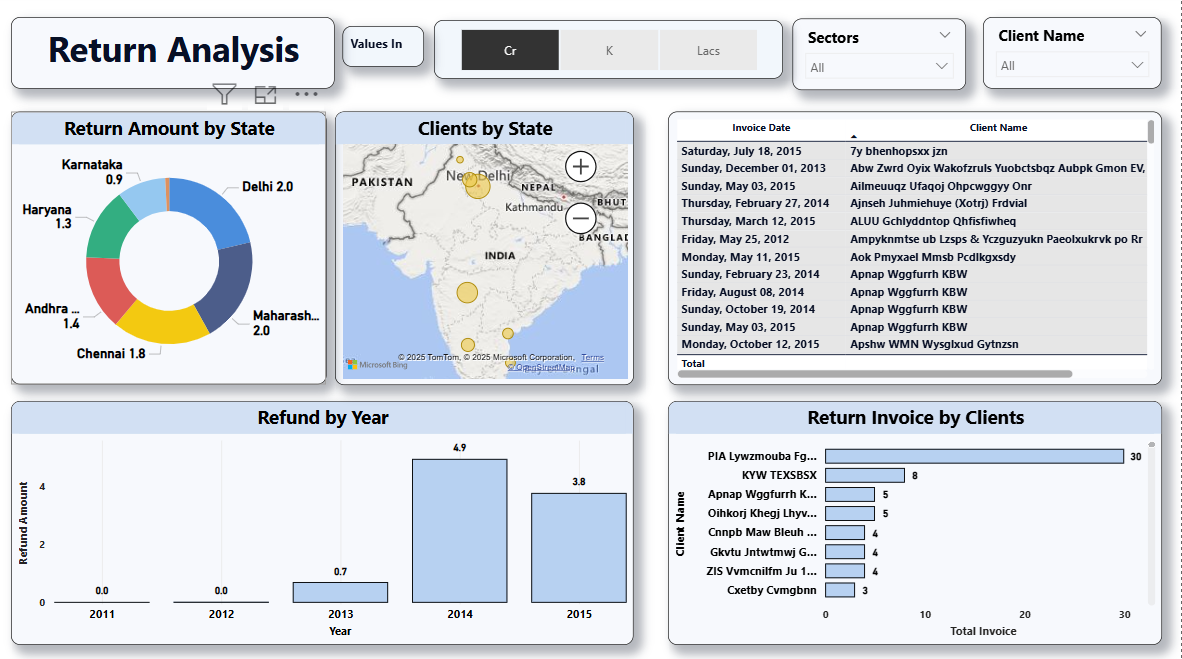 Return Analysis
Values In
Cr
K
Lacs
Sectors
All
Client Name
All
Return Amount by State
Karnataka
0.9
Delhi 2.0
Haryana
1.3
Andhra ...
1.4
Maharash...
2.0
Chennai 1.8
Clients by State
PAKISTAN
New Delhi
NEPAL
Kathmandu
BHUT
BANGLAD
INDIA
© 2025 TomTom, © 2025 Microsoft Corporation, Terms
Microsoft Bing
© OpenStreetMap
Invoice Date Client Name
Saturday, July 18, 2015 7y bhenhopsxx jzn
Sunday, December 01, 2013 Abw Zwrd Oyix Wakofzruls Yuobctsbqz Aubpk Gmon EV,
Sunday, May 03, 2015 Ailmeuuqz Ufaqoj Ohpcwggyy Onr
Thursday, February 27, 2014 Ajnseh Juhmiehuye (Xotrj) Frdvial
Thursday, March 12, 2015 ALUU Gchlyddntop Qhfisfiwheq
Friday, May 25, 2012 Ampyknmtse ub Lzsps & Yczguzyukn Paeolxukrvk po Rr
Monday, May 11, 2015 Aok Pmyxael Mmsb Pcdlkgxsdy
Sunday, February 23, 2014 Apnap Wggfurrh KBW
Friday, August 08, 2014 Apnap Wggfurrh KBW
Sunday, October 19, 2014 Apnap Wggfurrh KBW
Sunday, May 03, 2015 Apnap Wggfurrh KBW
Monday, October 12, 2015 Apshw WMN Wysglxud Gytnzsn
Total
Refund by Year
Refund Amount
4
2
0
0.0
0.0
0.7
4.9
3.8
2011
2012
2013
2014
2015
Year
Return Invoice by Clients
Client Name
PIA Lywzmouba Fg... 30
KYW TEXSBSX 8
Apnap Wggfurrh K... 5
Oihkorj Khegj Lhyv... 5
Cnnpb Maw Bleuh ... 4
Gkvtu Jntwtmwj G... 4
ZIS Vvmcnilfm Ju 1... 4
Cxetby Cvmgbnn 3
0 10 20 30
Total Invoice